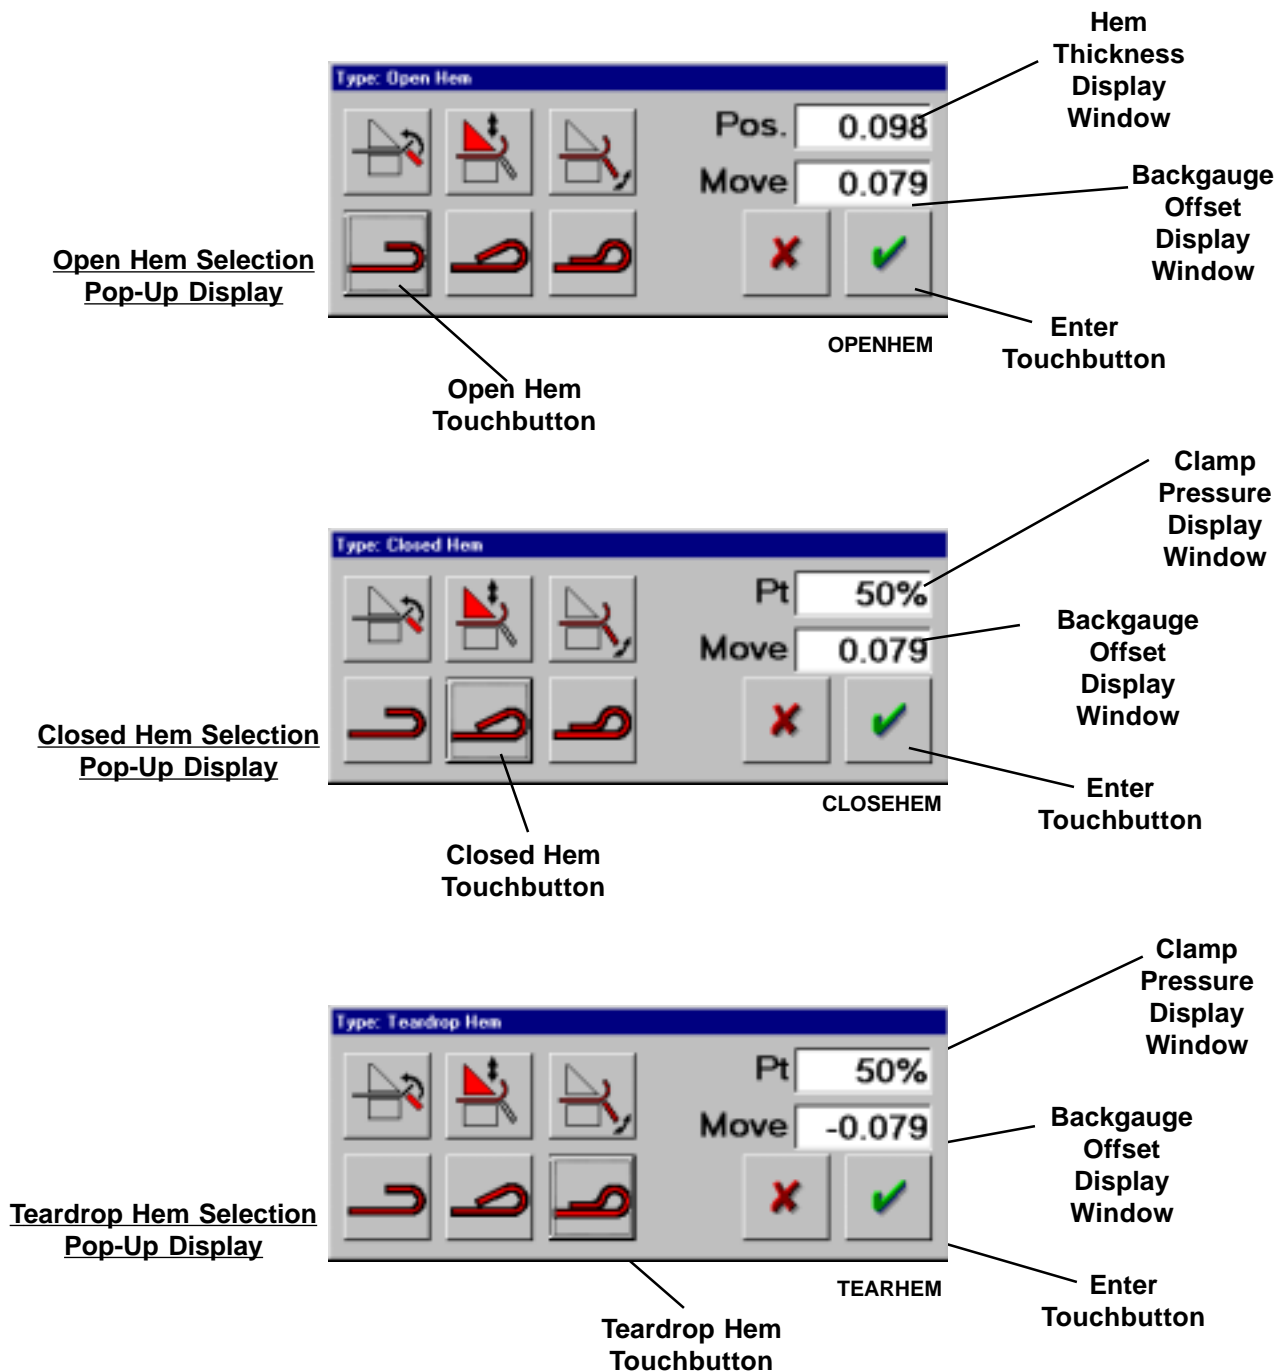 Hem
Thickness
Display
Window
Type: Open Hem
Pos. 0.098
Move 0.079
Backgauge
Offset
Display
Window
Open Hem Selection
Pop-Up Display
OPENHEM
Enter
Touchbutton
Open Hem
Touchbutton
Clamp
Pressure
Display
Window
Type: Closed Hem
Pt 50%
Move 0.079
Backgauge
Offset
Display
Window
Closed Hem Selection
Pop-Up Display
CLOSEHEM
Enter
Touchbutton
Closed Hem
Touchbutton
Clamp
Pressure
Display
Window
Type: Teardrop Hem
Pt 50%
Move -0.079
Backgauge
Offset
Display
Window
Teardrop Hem Selection
Pop-Up Display
TEARHEM
Enter
Touchbutton
Teardrop Hem
Touchbutton